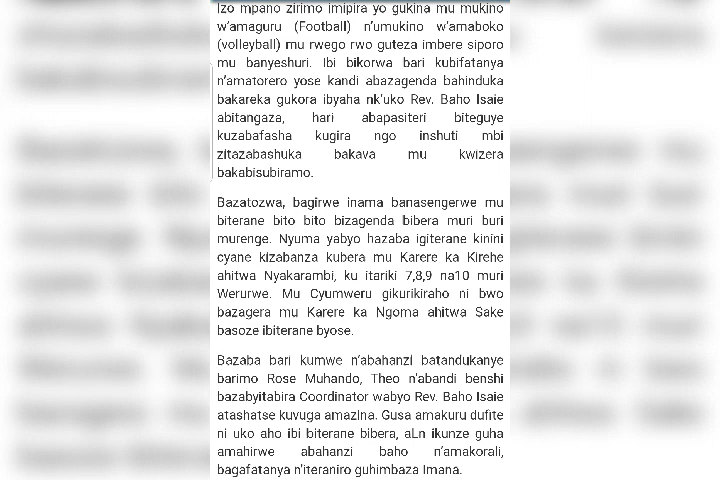 Izo mpano zirimo imipira yo gukina mu mukino
w'amaguru (Football) n'umukino w'amaboko
(volleyball) mu rwego rwo guteza imbere siporo
mu banyeshuri. Ibi bikorwa bari kubifatanya
n'amatorero yose kandi abazagenda bahinduka
bakareka gukora ibyaha nk'uko Rev. Baho Isaie
abitangaza, hari abapasiteri biteguye
kuzabafasha kugira ngo inshuti mbi
zitazabashuka bakava mu kwizera
bakabisubiramo.
Bazatozwa, bagirwe inama banasengerwe mu
biterane bito bito bizagenda bibera muri buri
murenge. Nyuma yabyo hazaba igiterane kinini
cyane kizabanza kubera mu Karere ka Kirehe
ahitwa Nyakarambi, ku itariki 7,8,9 na10 muri
Werurwe. Mu Cyumweru gikurikiraho ni bwo
bazagera mu Karere ka Ngoma ahitwa Sake
basoze ibiterane byose.
Bazaba bari kumwe n'abahanzi batandukanye
barimo Rose Muhando, Theo n'abandi benshi
bazabyitabira Coordinator wabyo Rev. Baho Isaie
atashatse kuvuga amazina. Gusa amakuru dufite
ni uko aho ibi biterane bibera, aLn ikunze guha
amahirwe abahanzi baho n'amakorali,
bagafatanya n'iteraniro guhimbaza Imana.